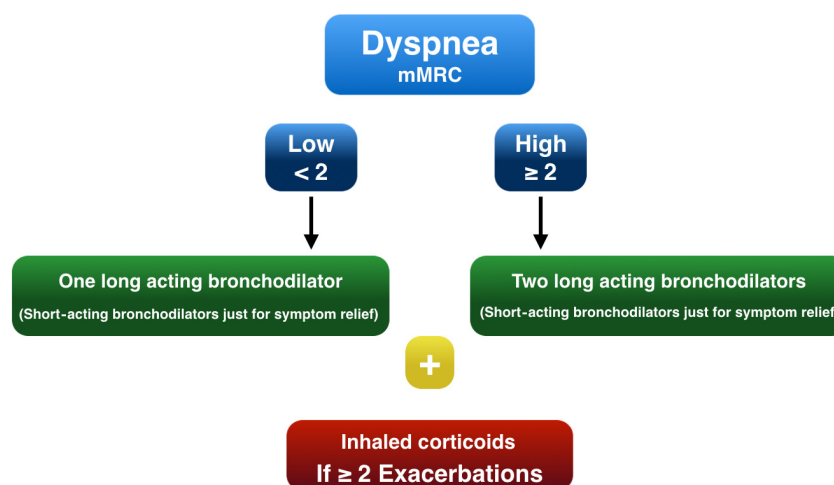 Dyspnea
mMRC
Low
< 2
High
≥ 2
One long acting bronchodilator
(Short-acting bronchodilators just for symptom relief)
Two long acting bronchodilators
(Short-acting bronchodilators just for symptom relief
+
Inhaled corticoids
If ≥ 2 Exacerbations